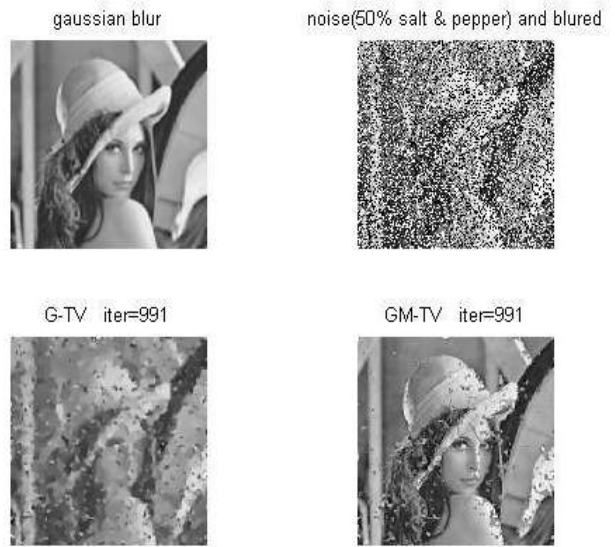 gaussian blur
noise(50% salt & pepper) and blured
G-TV iter=991
GM-TV iter=991